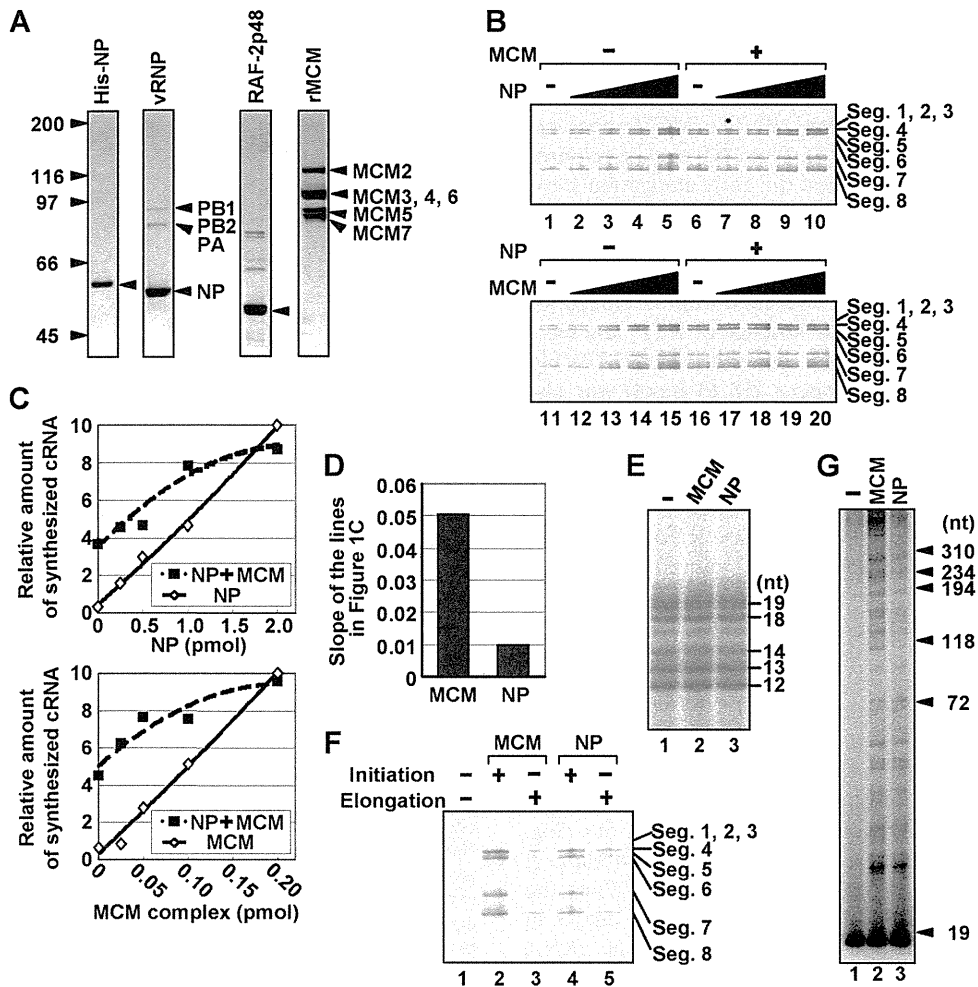 A
His-NP
vRNP
RAF-2p48
rMCM
200
116
97
66
45
PB1
PB2
PA
NP
MCM2
MCM3, 4, 6
MCM5
MCM7
B
MCM − +
NP − −
Seg. 1, 2, 3
Seg. 4
Seg. 5
Seg. 6
Seg. 7
Seg. 8
1 2 3 4 5 6 7 8 9 10
NP − +
MCM − −
Seg. 1, 2, 3
Seg. 4
Seg. 5
Seg. 6
Seg. 7
Seg. 8
11 12 13 14 15 16 17 18 19 20
C
Relative amount
of synthesized cRNA
10
8
6
4
2
0
NP+MCM
NP
0 0.5 1.0 1.5 2.0
NP (pmol)
Relative amount
of synthesized cRNA
10
8
6
4
2
0
NP+MCM
MCM
0 0.05 0.10 0.15 0.20
MCM complex (pmol)
D
Slope of the lines
in Figure 1C
0.06
0.05
0.04
0.03
0.02
0.01
0
MCM NP
E
− MCM NP
(nt)
19
18
14
13
12
1 2 3
F
MCM NP
Initiation − + − + −
Elongation − − + − +
Seg. 1, 2, 3
Seg. 4
Seg. 5
Seg. 6
Seg. 7
Seg. 8
1 2 3 4 5
G
− MCM NP
(nt)
310
234
194
118
72
19
1 2 3